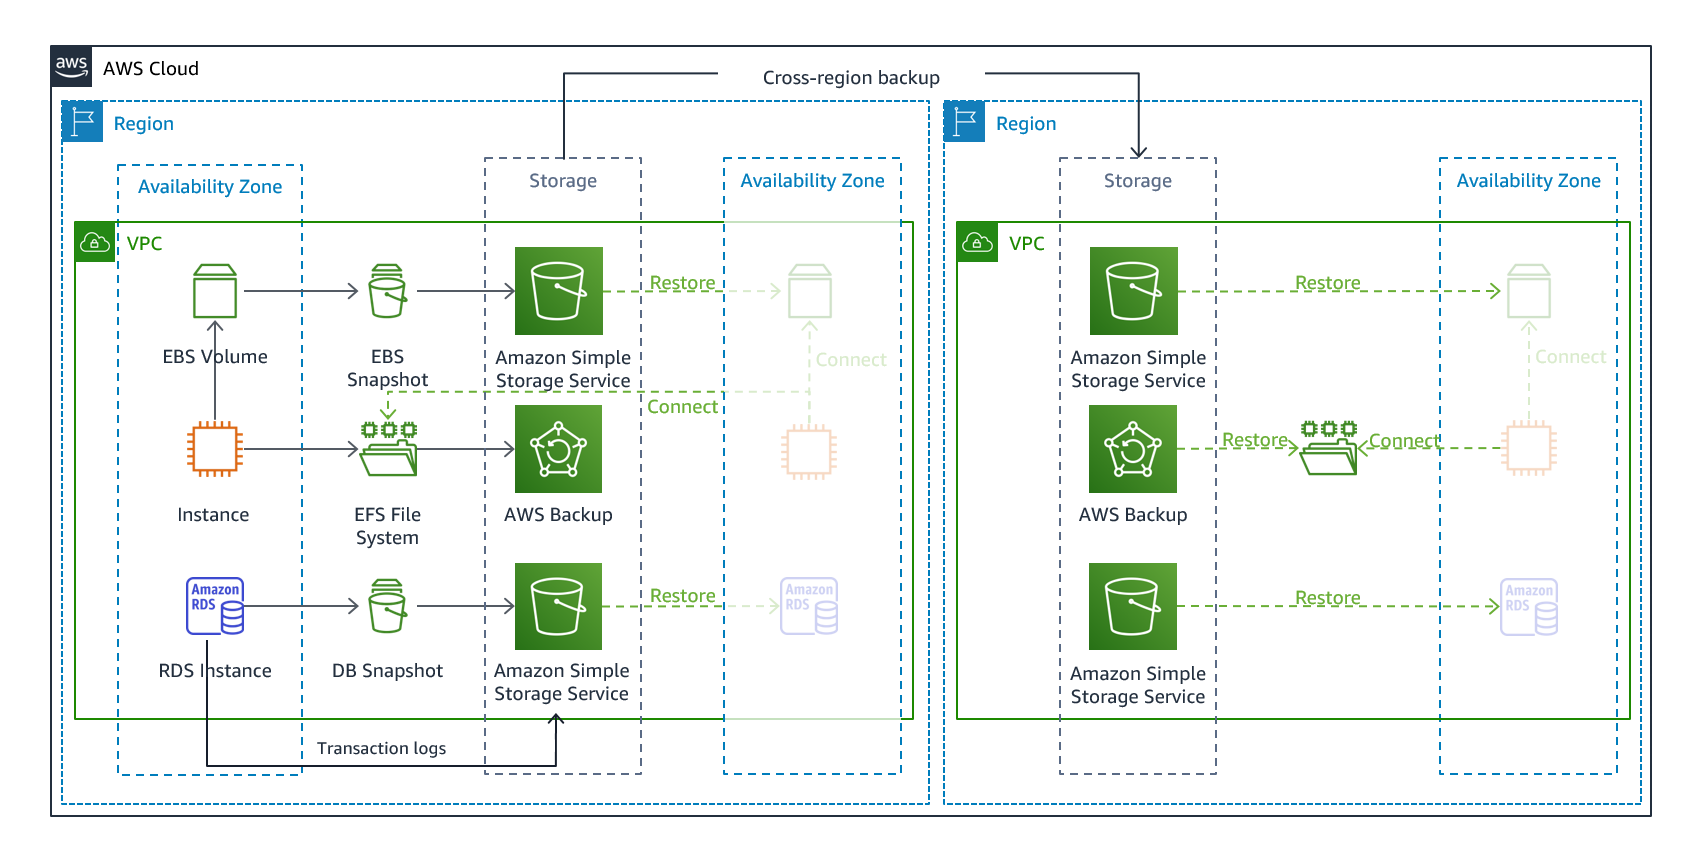 aws
AWS Cloud
Cross-region backup
Region
Region
Availability Zone
Storage
Availability Zone
Storage
Availability Zone
VPC
VPC
Restore
Restore
EBS Volume
EBS
Snapshot
Amazon Simple
Storage Service
Connect
Amazon Simple
Storage Service
Connect
Connect
Restore
Connect
Instance
EFS File
System
AWS Backup
AWS Backup
Amazon
RDS
Restore
Amazon
RDS
Restore
Amazon
RDS
RDS Instance
DB Snapshot
Amazon Simple
Storage Service
Amazon Simple
Storage Service
Transaction logs